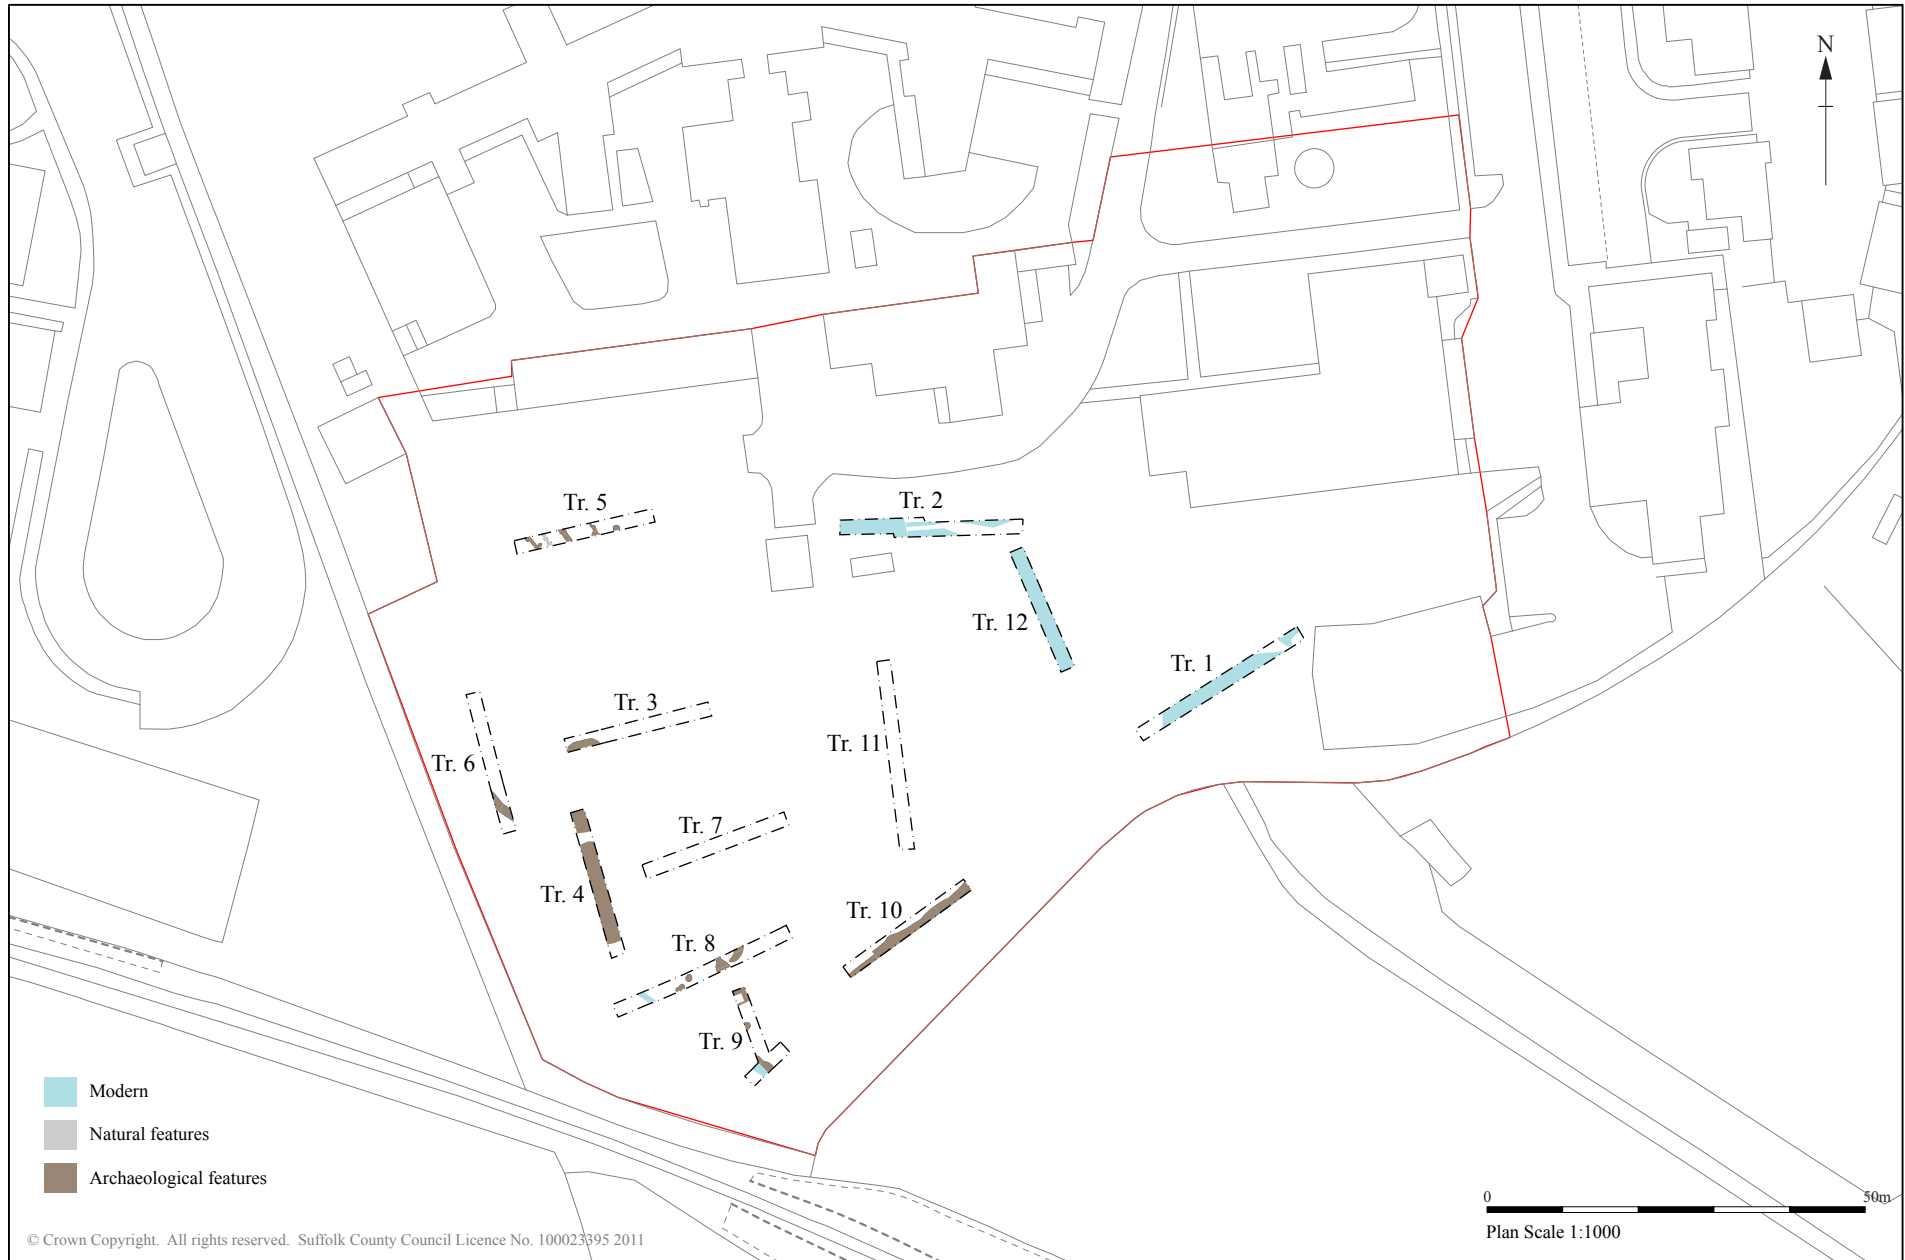 N
Tr. 5
Tr. 2
Tr. 12
Tr. 1
Tr. 3
Tr. 11
Tr. 6
Tr. 7
Tr. 4
Tr. 10
Tr. 8
Tr. 9
Modern
Natural features
Archaeological features
0 50m
Plan Scale 1:1000
© Crown Copyright. All rights reserved. Suffolk County Council Licence No. 100023395 2011